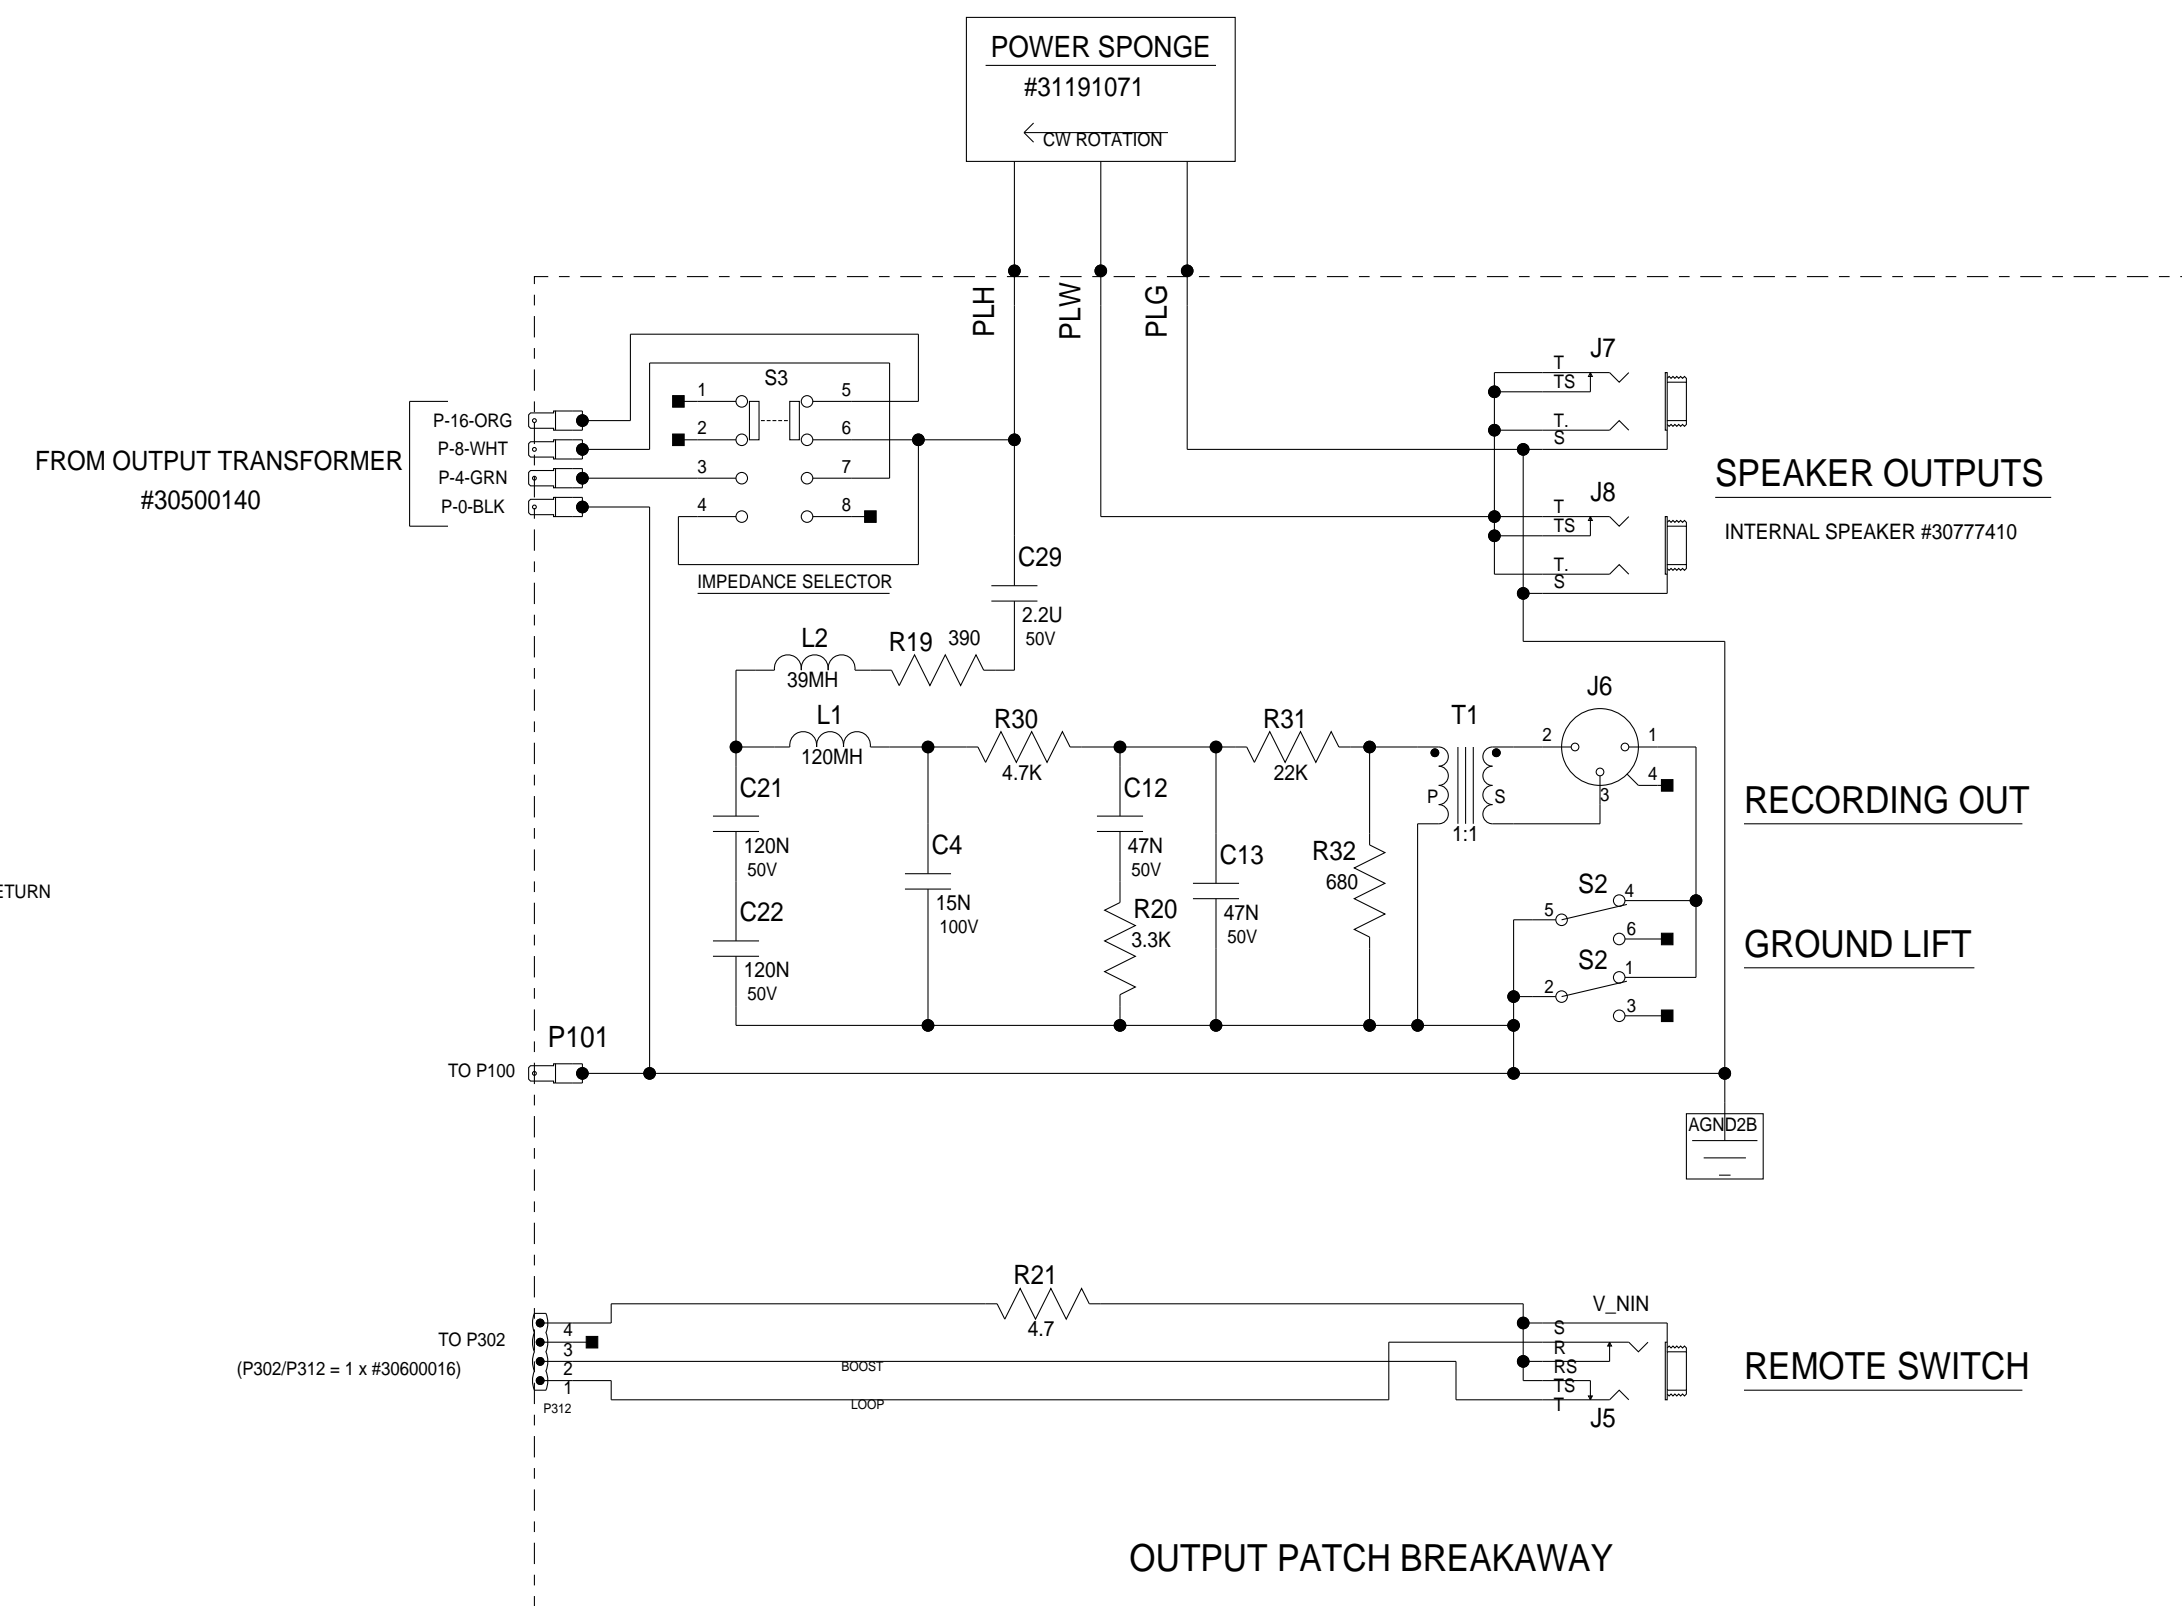 POWER SPONGE
#31191071
CW ROTATION
PLH
PLW
PLG
FROM OUTPUT TRANSFORMER
#30500140
P-16-ORG
P-8-WHT
P-4-GRN
P-0-BLK
S3
1
2
3
4
5
6
7
8
IMPEDANCE SELECTOR
C29
2.2U
50V
J7
T
TS
T.
S
J8
T
TS
T.
S
SPEAKER OUTPUTS
INTERNAL SPEAKER #30777410
L2
39MH
R19
390
L1
120MH
R30
4.7K
R31
22K
T1
P
S
1:1
J6
2
1
4
3
RECORDING OUT
C21
120N
50V
C22
120N
50V
C4
15N
100V
C12
47N
50V
R20
3.3K
C13
47N
50V
R32
680
S2
4
5
6
S2
1
2
3
GROUND LIFT
ETURN
P101
TO P100
AGND2B
R21
4.7
V_NIN
TO P302
(P302/P312 = 1 x #30600016)
4
3
2
1
P312
BOOST
LOOP
S
R
RS
TS
T
J5
REMOTE SWITCH
OUTPUT PATCH BREAKAWAY